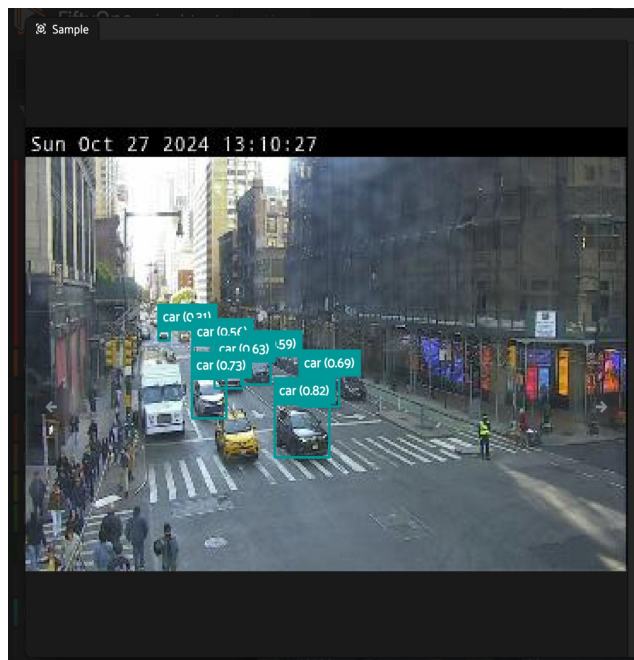 Sample
Sun Oct 27 2024 13:10:27
car (0.31)
car (0.56)
.59)
car (0.63)
car (0.69)
car (0.73)
car (0.82)